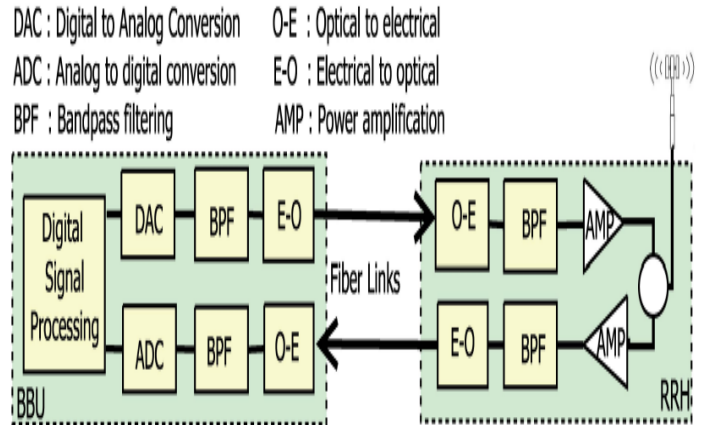 DAC : Digital to Analog Conversion
O-E : Optical to electrical
ADC : Analog to digital conversion
E-O : Electrical to optical
BPF : Bandpass filtering
AMP : Power amplification
Digital
Signal
Processing
DAC
BPF
E-O
ADC
BPF
O-E
BBU
Fiber Links
O-E
BPF
AMP
E-O
BPF
AMP
RRH